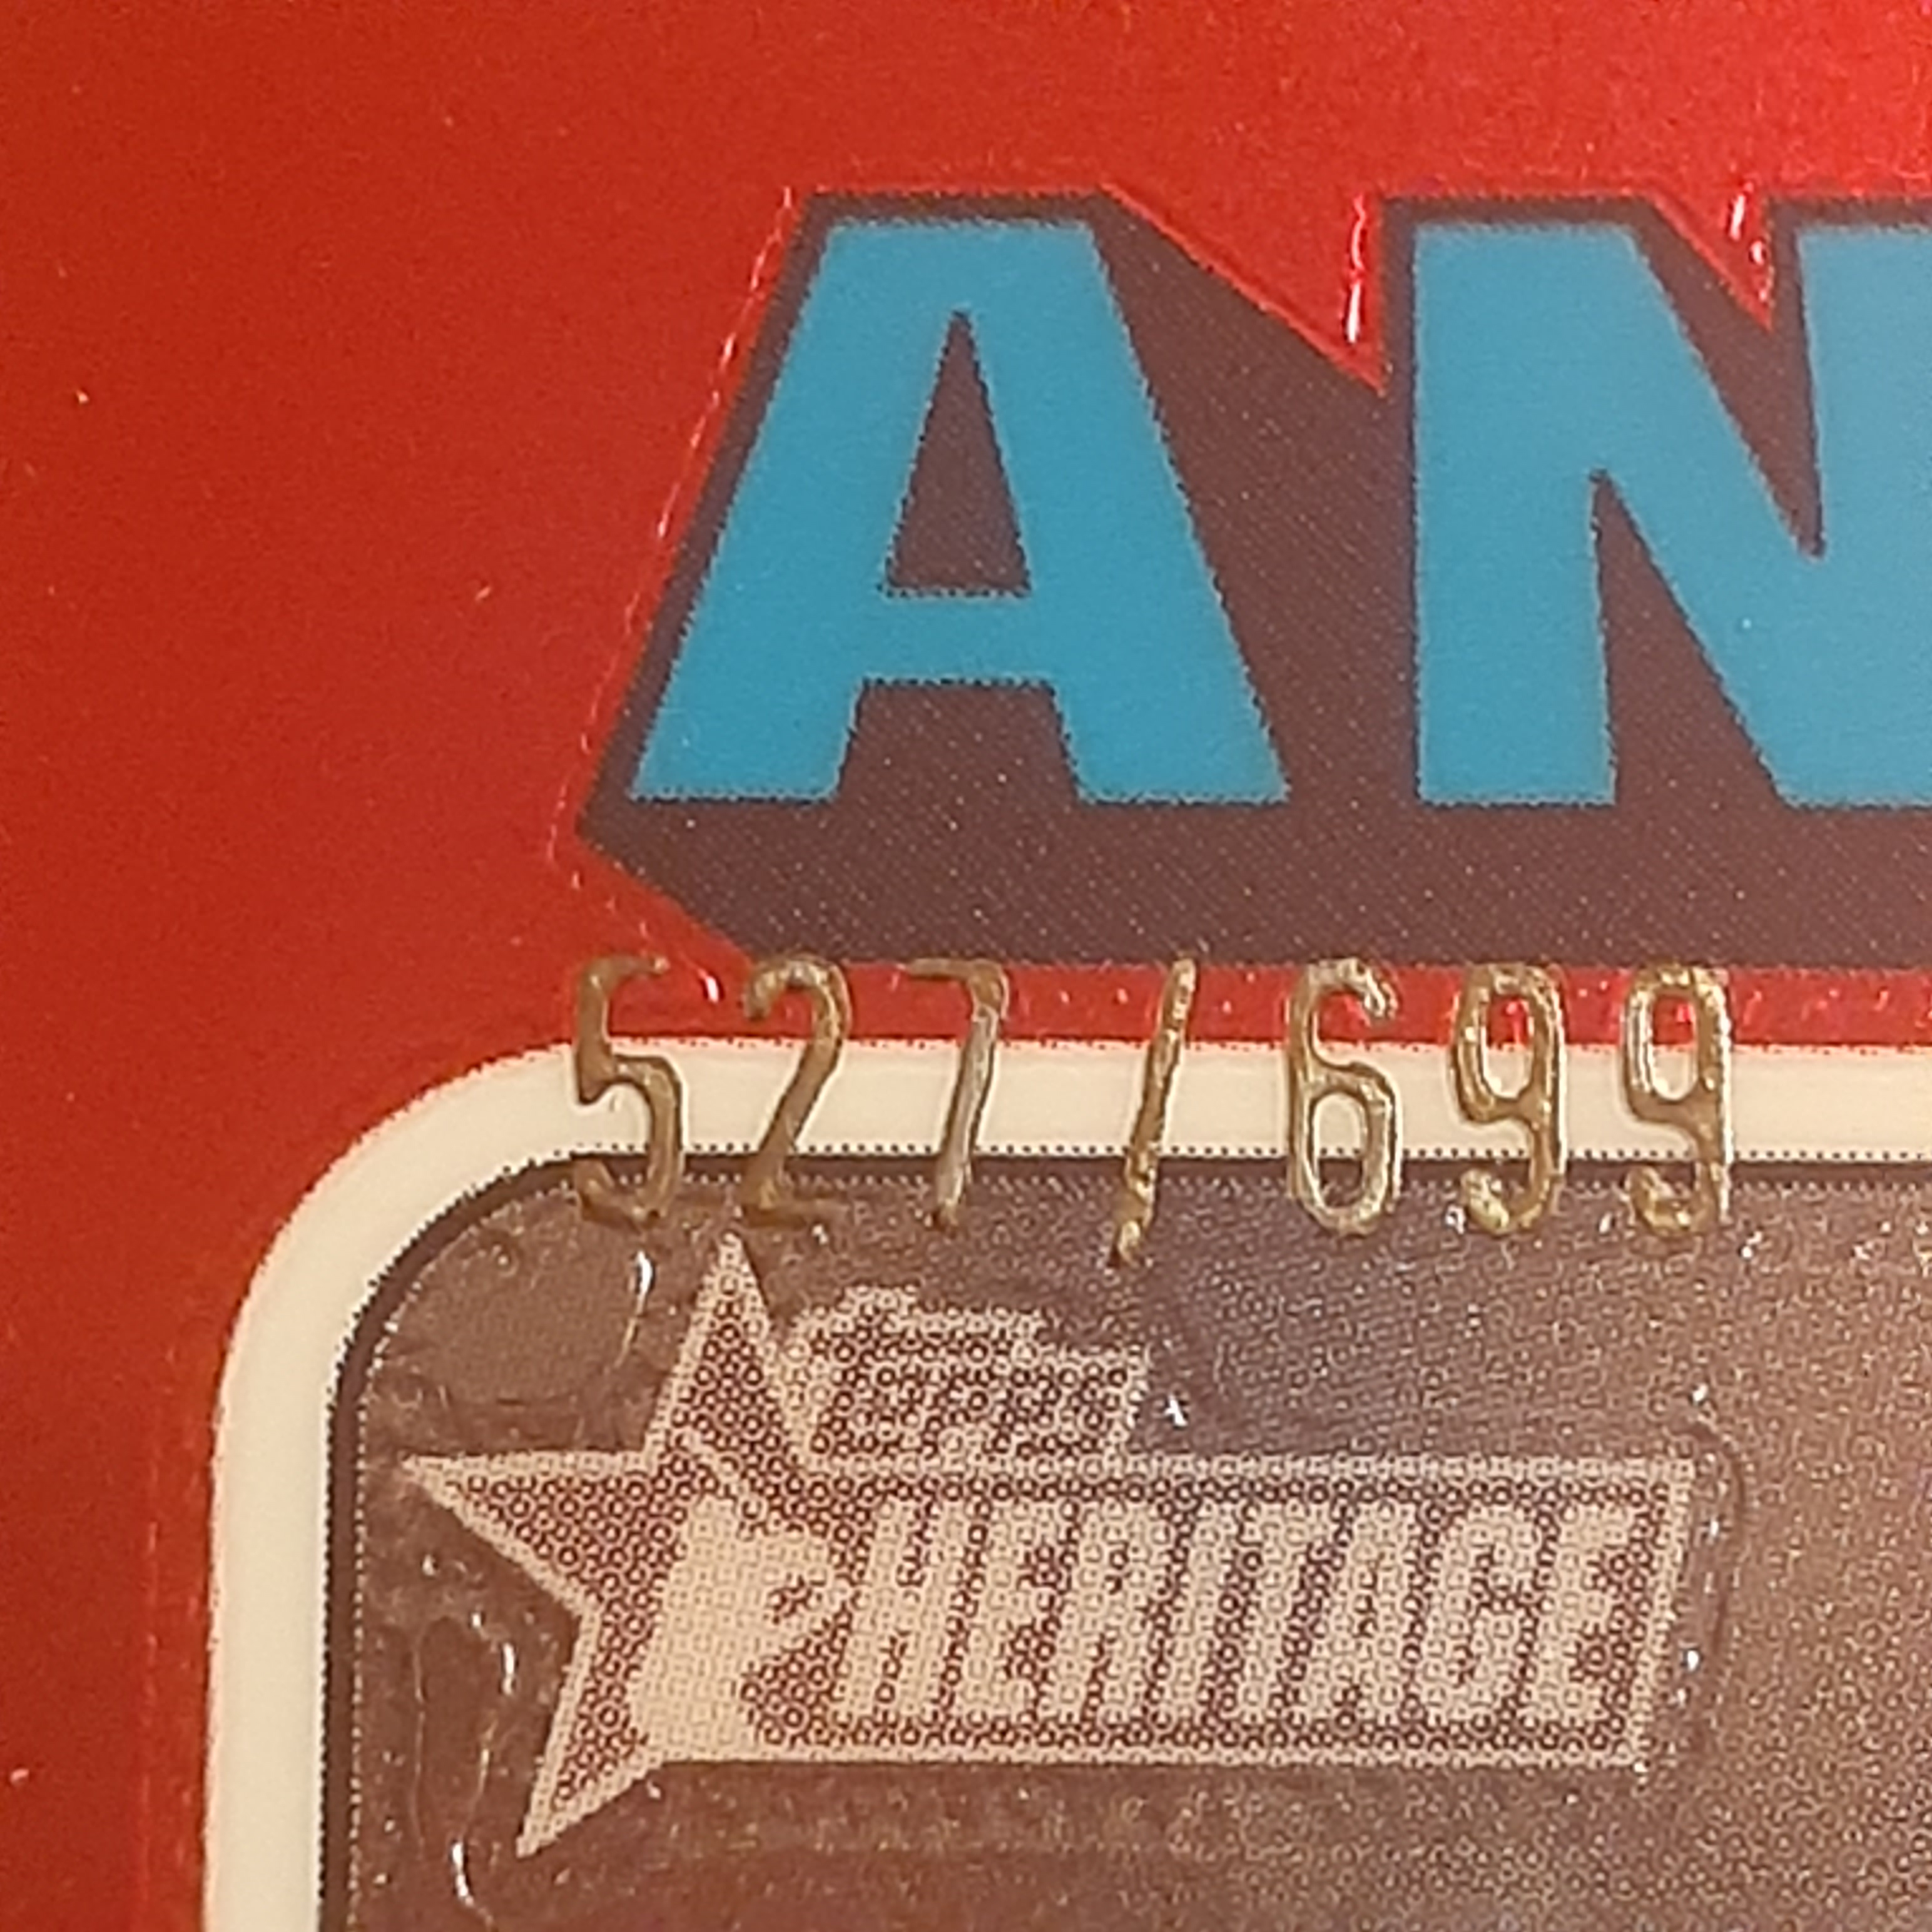 AN
527/699
Topps
HERITAGE